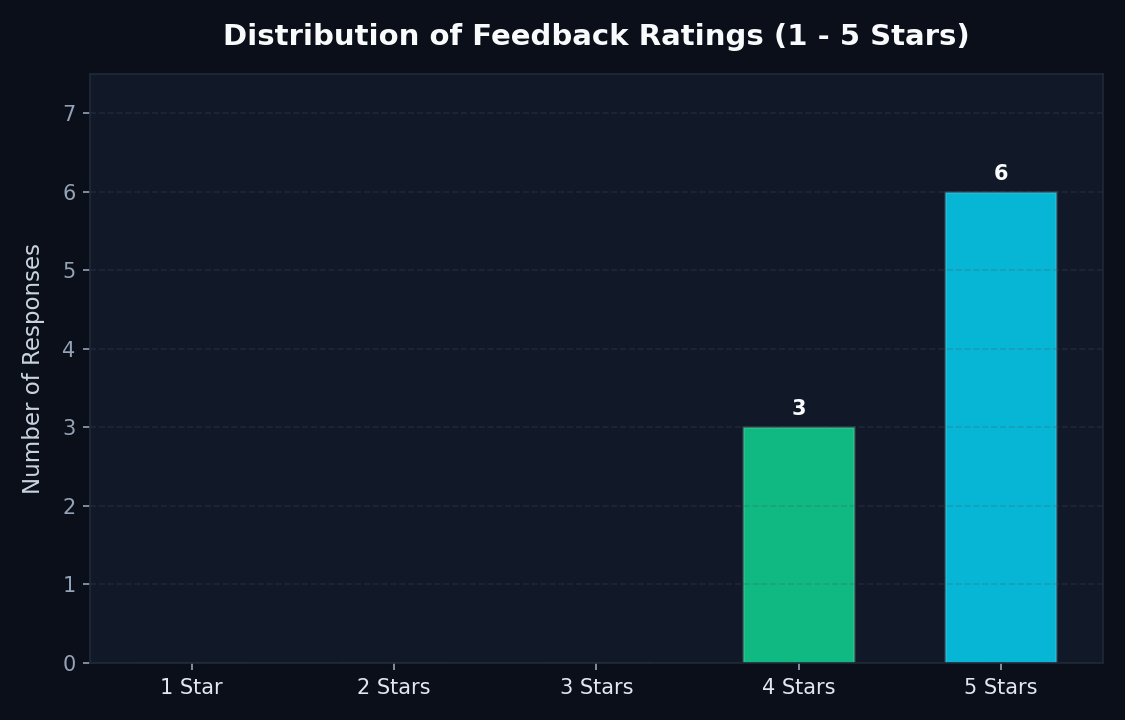 Distribution of Feedback Ratings (1 - 5 Stars)
Number of Responses
7
6
5
4
3
2
1
0
3
6
1 Star
2 Stars
3 Stars
4 Stars
5 Stars